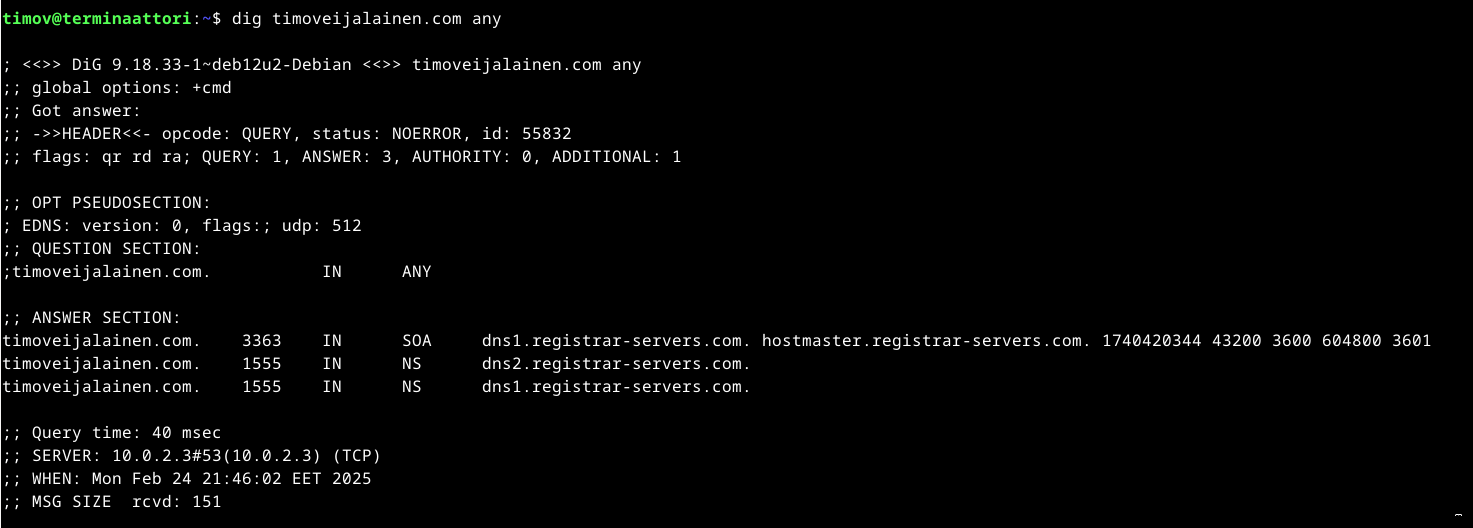 timov@terminaattori:~$ dig timoveijalainen.com any

; <<>> DiG 9.18.33-1~deb12u2-Debian <<>> timoveijalainen.com any
;; global options: +cmd
;; Got answer:
;; ->>HEADER<<- opcode: QUERY, status: NOERROR, id: 55832
;; flags: qr rd ra; QUERY: 1, ANSWER: 3, AUTHORITY: 0, ADDITIONAL: 1

;; OPT PSEUDOSECTION:
; EDNS: version: 0, flags:; udp: 512
;; QUESTION SECTION:
;timoveijalainen.com.		IN	ANY

;; ANSWER SECTION:
timoveijalainen.com.	3363	IN	SOA	dns1.registrar-servers.com. hostmaster.registrar-servers.com. 1740420344 43200 3600 604800 3601
timoveijalainen.com.	1555	IN	NS	dns2.registrar-servers.com.
timoveijalainen.com.	1555	IN	NS	dns1.registrar-servers.com.

;; Query time: 40 msec
;; SERVER: 10.0.2.3#53(10.0.2.3) (TCP)
;; WHEN: Mon Feb 24 21:46:02 EET 2025
;; MSG SIZE  rcvd: 151